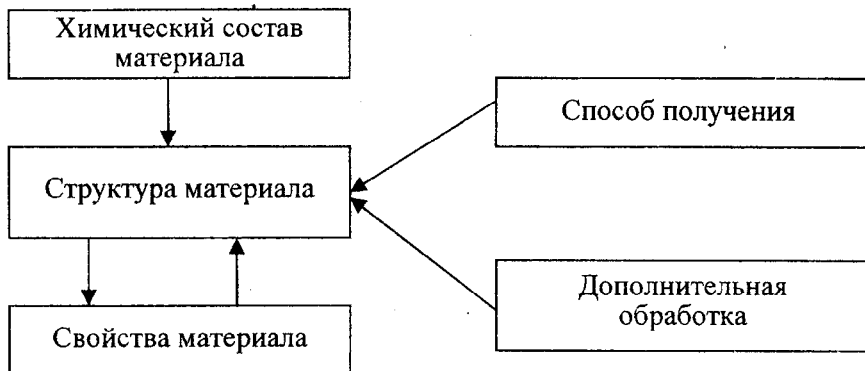 Химический состав
материала
Способ получения
Структура материала
Дополнительная
обработка
Свойства материала